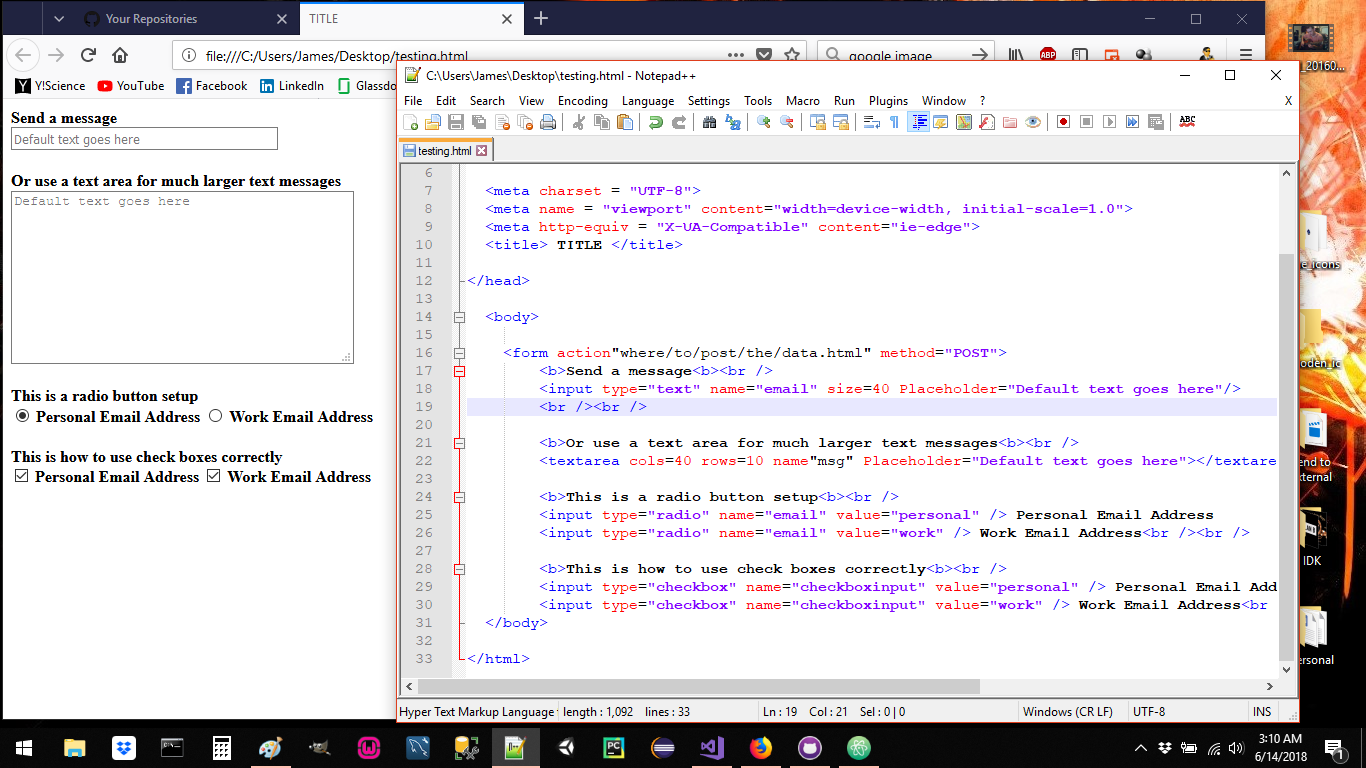 Your Repositories
TITLE
file:///C:/Users/James/Desktop/testing.html
google image
ABP
Y!Science YouTube Facebook LinkedIn Glassdo
Send a message
Default text goes here
Or use a text area for much larger text messages
Default text goes here
This is a radio button setup
Personal Email Address Work Email Address
This is how to use check boxes correctly
Personal Email Address Work Email Address
C:\Users\James\Desktop\testing.html - Notepad++
File Edit Search View Encoding Language Settings Tools Macro Run Plugins Window ? X
ABC
testing.html
6
7 <meta charset = "UTF-8">
8 <meta name = "viewport" content="width=device-width, initial-scale=1.0">
9 <meta http-equiv = "X-UA-Compatible" content="ie-edge">
10 <title> TITLE </title>
11
12 </head>
13
14 <body>
15
16 <form action"where/to/post/the/data.html" method="POST">
17 <b>Send a message<b><br />
18 <input type="text" name="email" size=40 Placeholder="Default text goes here"/>
19 <br /><br />
20
21 <b>Or use a text area for much larger text messages<b><br />
22 <textarea cols=40 rows=10 name"msg" Placeholder="Default text goes here"></textare
23
24 <b>This is a radio button setup<b><br />
25 <input type="radio" name="email" value="personal" /> Personal Email Address
26 <input type="radio" name="email" value="work" /> Work Email Address<br /><br />
27
28 <b>This is how to use check boxes correctly<b><br />
29 <input type="checkbox" name="checkboxinput" value="personal" /> Personal Email Add
30 <input type="checkbox" name="checkboxinput" value="work" /> Work Email Address<br
31 </body>
32
33 </html>
Hyper Text Markup Language length : 1,092 lines : 33 Ln : 19 Col : 21 Sel : 0 | 0 Windows (CR LF) UTF-8 INS
_20160...
e_icons
oden_ic
end to
xternal
IDK
ersonal
PC
3:10 AM
6/14/2018
1